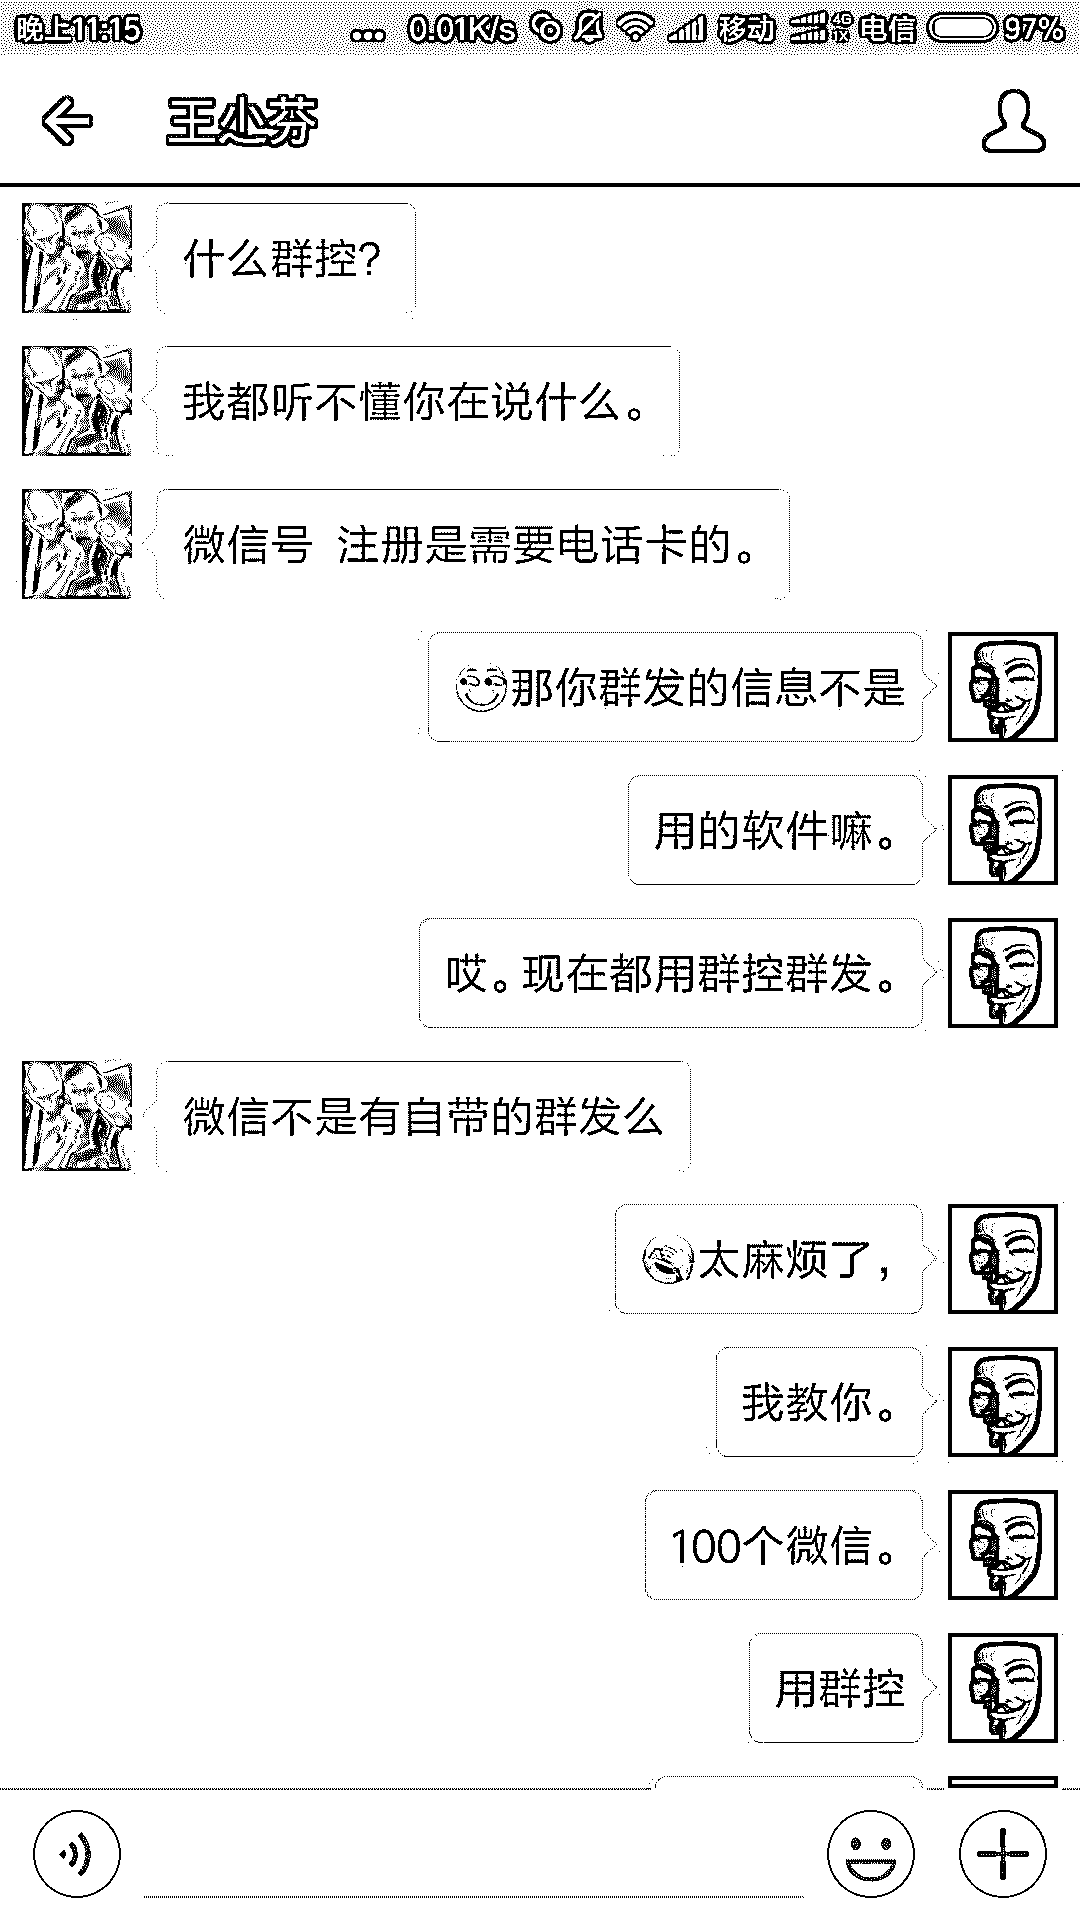 晚上11:15 ... 0.01K/s 移动 4G 1X 电信 97%
王小芬
什么群控?
我都听不懂你在说什么。
微信号 注册是需要电话卡的。
那你群发的信息不是
用的软件嘛。
哎。现在都用群控群发。
微信不是有自带的群发么
太麻烦了,
我教你。
100个微信。
用群控